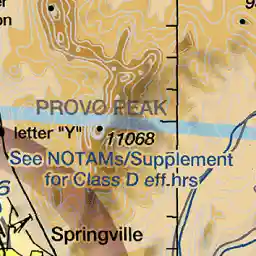 PROVO PEAK
letter "Y"
11068
See NOTAMs/Supplement
for Class D eff hrs
Springville